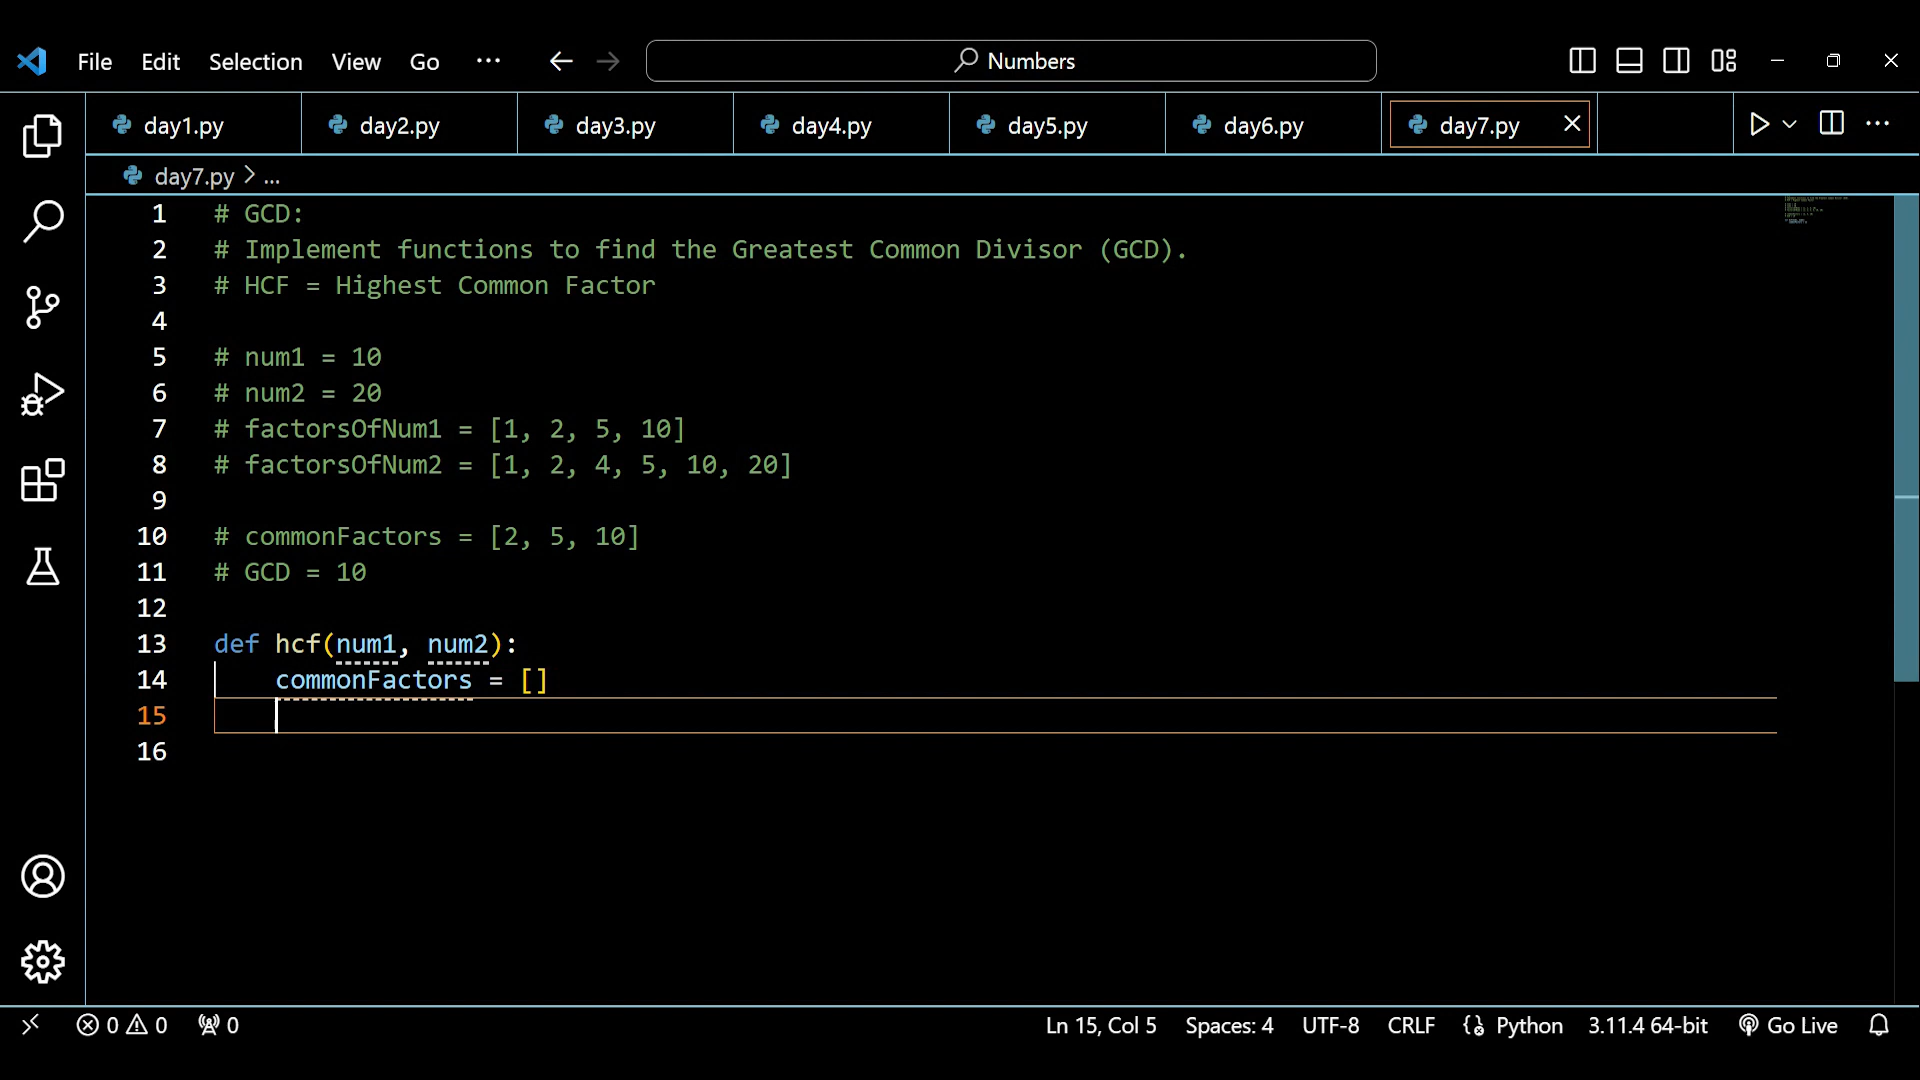 File Edit Selection View Go ··· Numbers
day1.py day2.py day3.py day4.py day5.py day6.py day7.py
day7.py > ...
1 # GCD:
2 # Implement functions to find the Greatest Common Divisor (GCD).
3 # HCF = Highest Common Factor
4
5 # num1 = 10
6 # num2 = 20
7 # factorsOfNum1 = [1, 2, 5, 10]
8 # factorsOfNum2 = [1, 2, 4, 5, 10, 20]
9
10 # commonFactors = [2, 5, 10]
11 # GCD = 10
12
13 def hcf(num1, num2):
14     commonFactors = []
15
16
0 0 0 Ln 15, Col 5 Spaces: 4 UTF-8 CRLF Python 3.11.4 64-bit Go Live